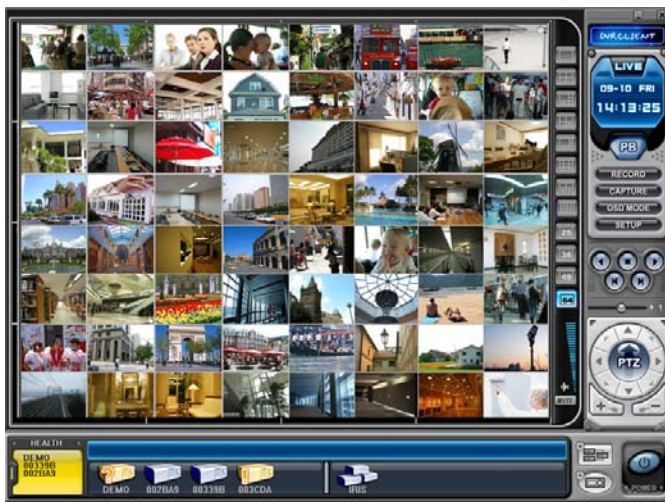 DVRCLIENT
LIVE
09-10 FRI
14:13:25
PB
RECORD
CAPTURE
OSD MODE
SETUP
25
36
49
64
PTZ
MUTE
HEALTH
DEMO
00339B
002BA9
DEMO
002BA9
00339B
003CDA
IRIS
POWER